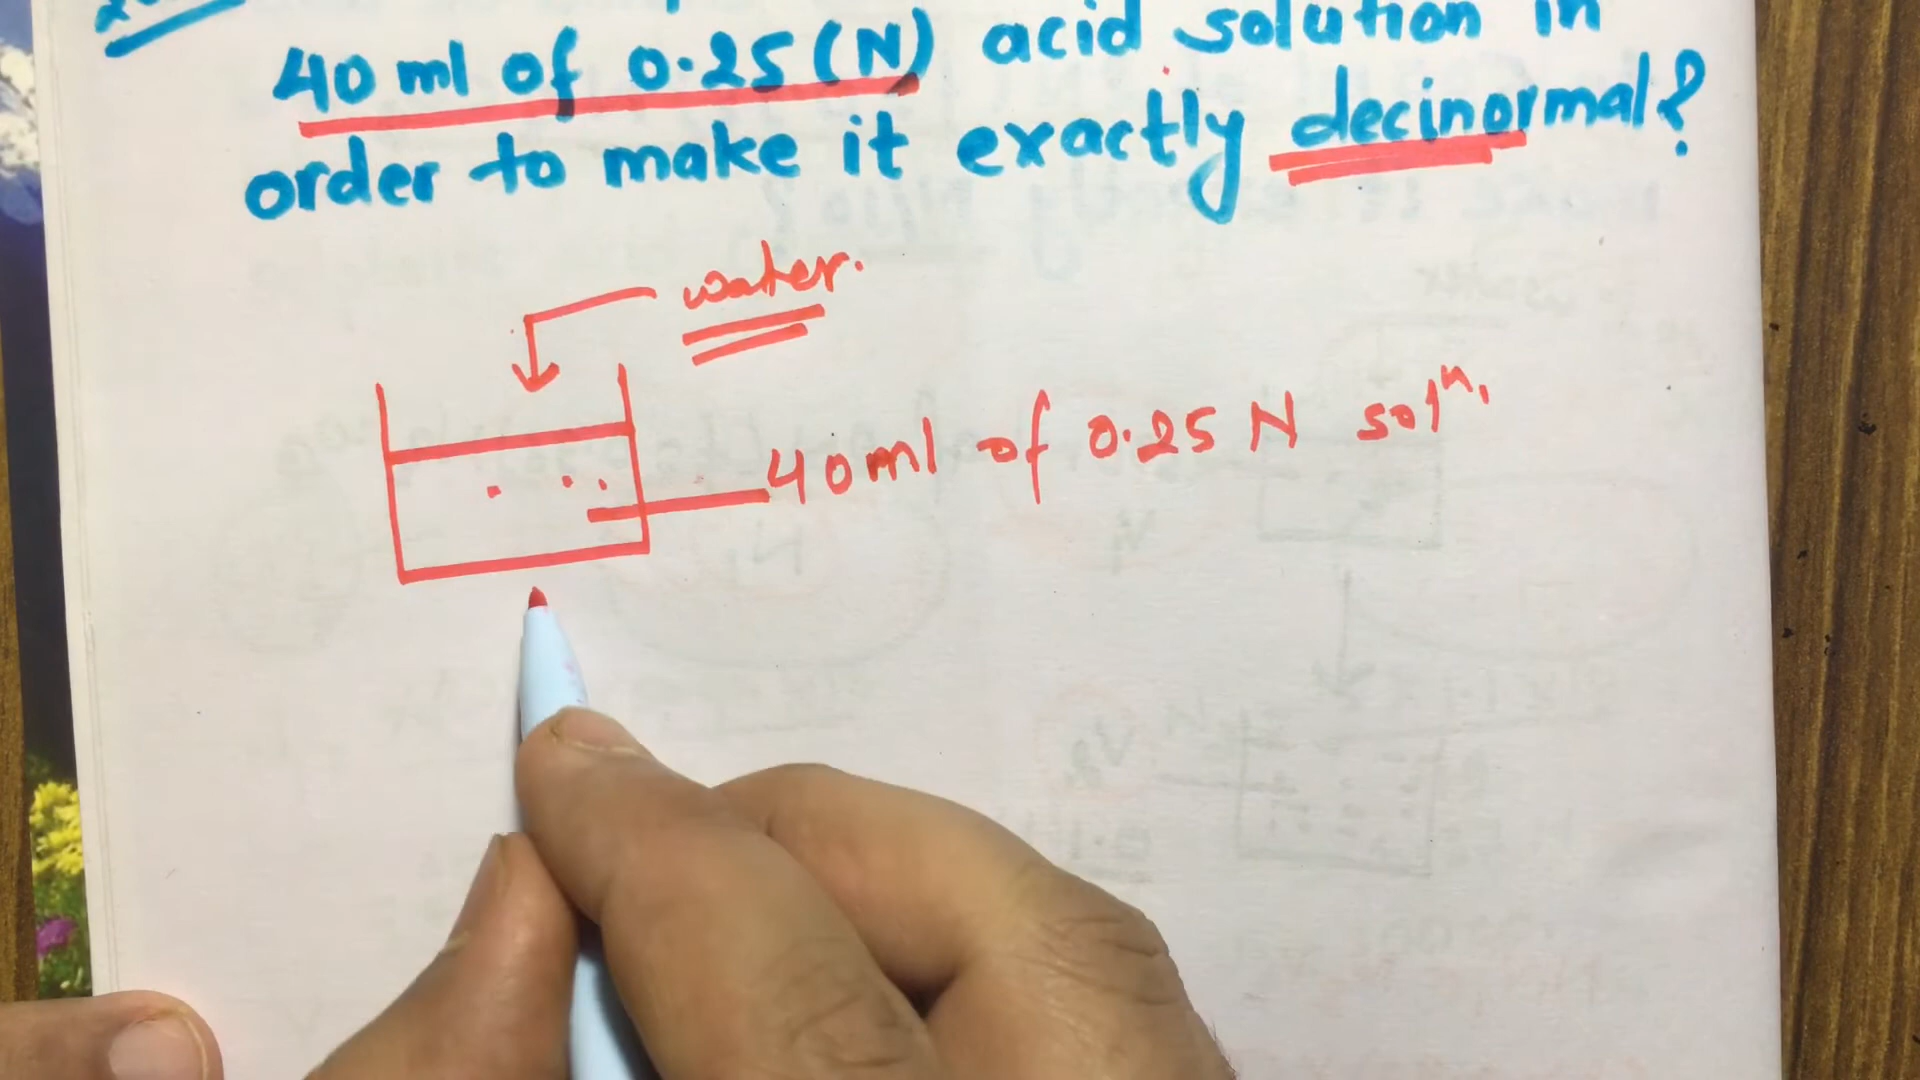 40 ml of 0.25 (N) acid solution in
order to make it exactly decinormal?
water.
40ml of 0.25 N solⁿ.